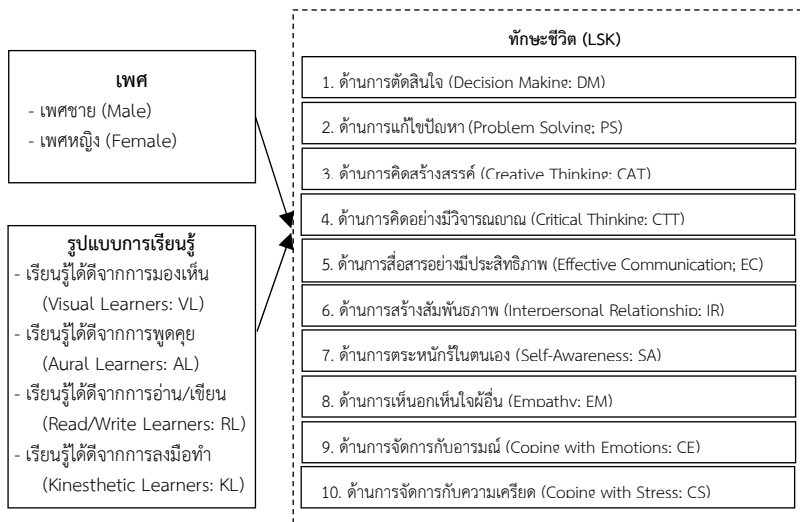 เพศ
- เพศชาย (Male)
- เพศหญิง (Female)
รูปแบบการเรียนรู้
- เรียนรู้ได้ดีจากการมองเห็น
(Visual Learners: VL)
- เรียนรู้ได้ดีจากการพูดคุย
(Aural Learners: AL)
- เรียนรู้ได้ดีจากการอ่าน/เขียน
(Read/Write Learners: RL)
- เรียนรู้ได้ดีจากการลงมือทำ
(Kinesthetic Learners: KL)
ทักษะชีวิต (LSK)
1. ด้านการตัดสินใจ (Decision Making: DM)
2. ด้านการแก้ไขปัญหา (Problem Solving: PS)
3. ด้านการคิดสร้างสรรค์ (Creative Thinking: CAT)
4. ด้านการคิดอย่างมีวิจารณญาณ (Critical Thinking: CTT)
5. ด้านการสื่อสารอย่างมีประสิทธิภาพ (Effective Communication; EC)
6. ด้านการสร้างสัมพันธภาพ (Interpersonal Relationship: IR)
7. ด้านการตระหนักรู้ในตนเอง (Self-Awareness: SA)
8. ด้านการเห็นอกเห็นใจผู้อื่น (Empathy: EM)
9. ด้านการจัดการกับอารมณ์ (Coping with Emotions: CE)
10. ด้านการจัดการกับความเครียด (Coping with Stress: CS)